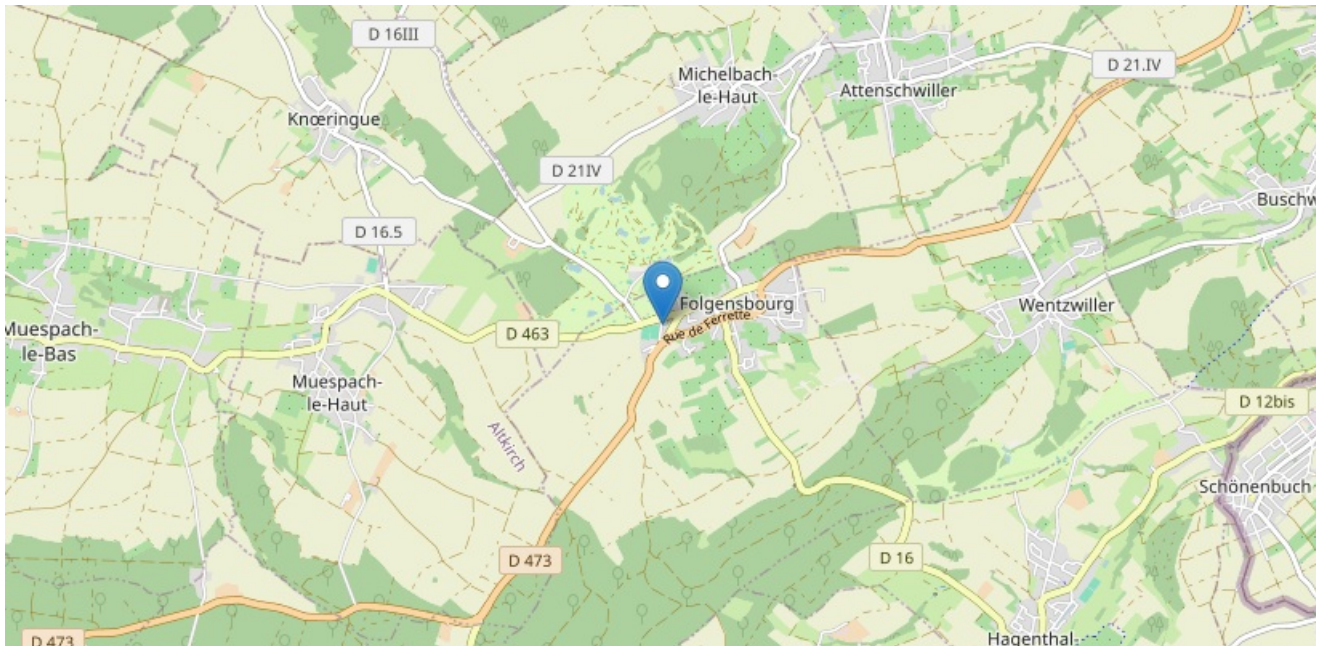 D 16III
Michelbach-
le-Haut
D 21.IV
Attenschwiller
Knœringue
D 21IV
Buschw
D 16.5
Folgensbourg
Wentzwiller
Rue de Ferrette
Muespach-
le-Bas
D 463
Muespach-
le-Haut
D 12bis
Altkirch
Schönenbuch
D 473
D 16
D 473
Hagenthal-